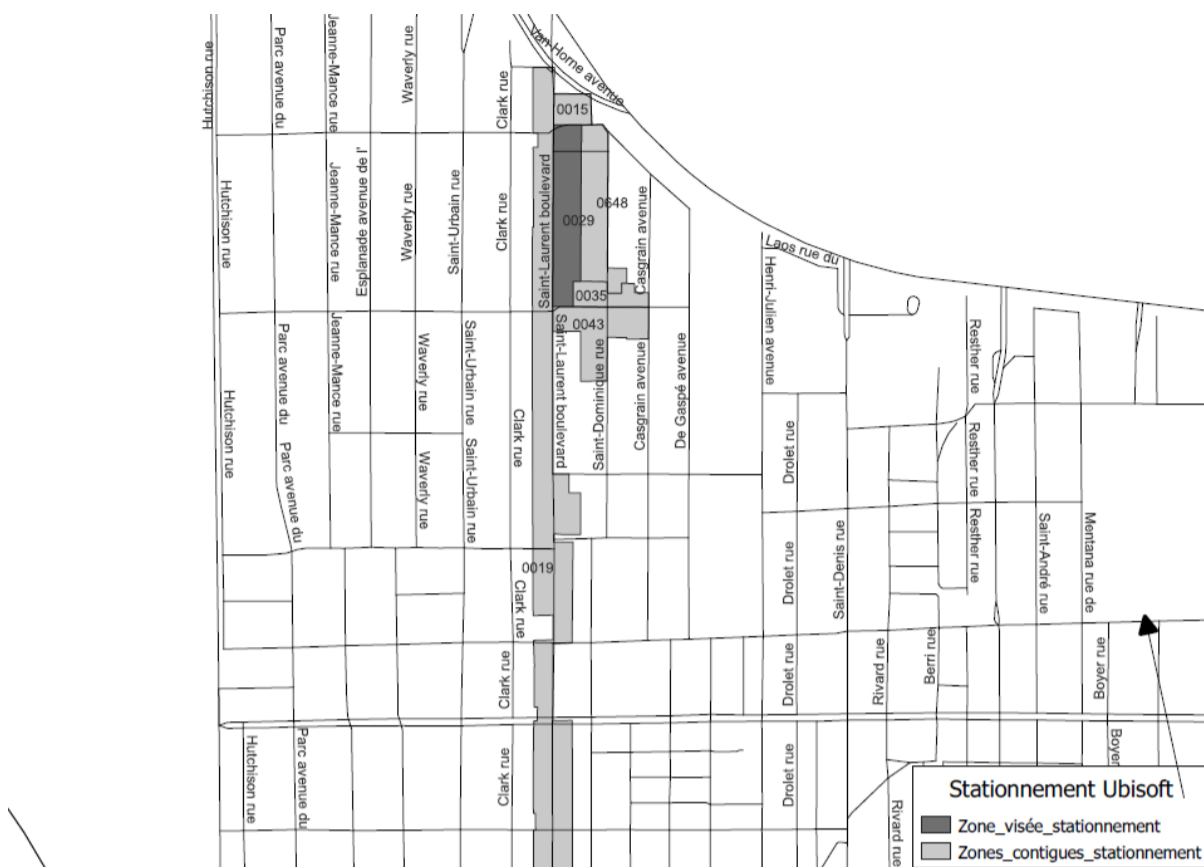 Hutchison rue
Parc avenue du
Jeanne-Mance rue
Waverly rue
Clark rue
Van Horne avenue
0015
Hutchison rue
Jeanne-Mance rue
Esplanade avenue de l'
Waverly rue
Saint-Urbain rue
Clark rue
Saint-Laurent boulevard
0029
0648
Casgrain avenue
0035
0043
Laos rue du
Henri-Julien avenue
Hutchison rue
Parc avenue du
Parc avenue du
Jeanne-Mance rue
Waverly rue
Waverly rue
Saint-Urbain rue
Saint-Urbain rue
Clark rue
Saint-Laurent boulevard
Saint-Dominique rue
Casgrain avenue
De Gaspé avenue
Drolet rue
Resther rue
Resther rue
Resther rue
0019
Clark rue
Drolet rue
Saint-Denis rue
Saint-André rue
Mentana rue de
Clark rue
Drolet rue
Rivard rue
Berri rue
Boyer rue
Hutchison rue
Parc avenue du
Clark rue
Drolet rue
Rivard rue
Boyer
Stationnement Ubisoft
Zone_visée_stationnement
Zones_contigues_stationnement